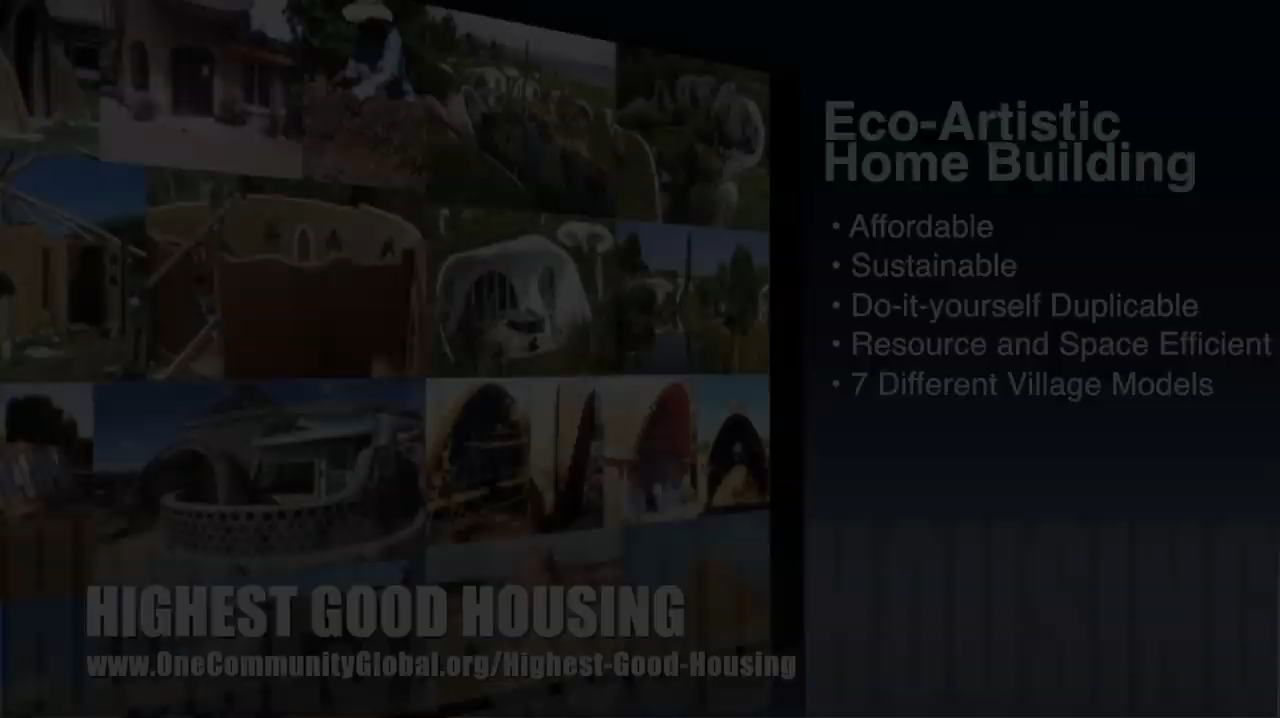 Eco-Artistic
Home Building
• Affordable
• Sustainable
• Do-it-yourself Duplicable
• Resource and Space Efficient
• 7 Different Village Models
HIGHEST GOOD HOUSING
www.OneCommunityGlobal.org/Highest-Good-Housing